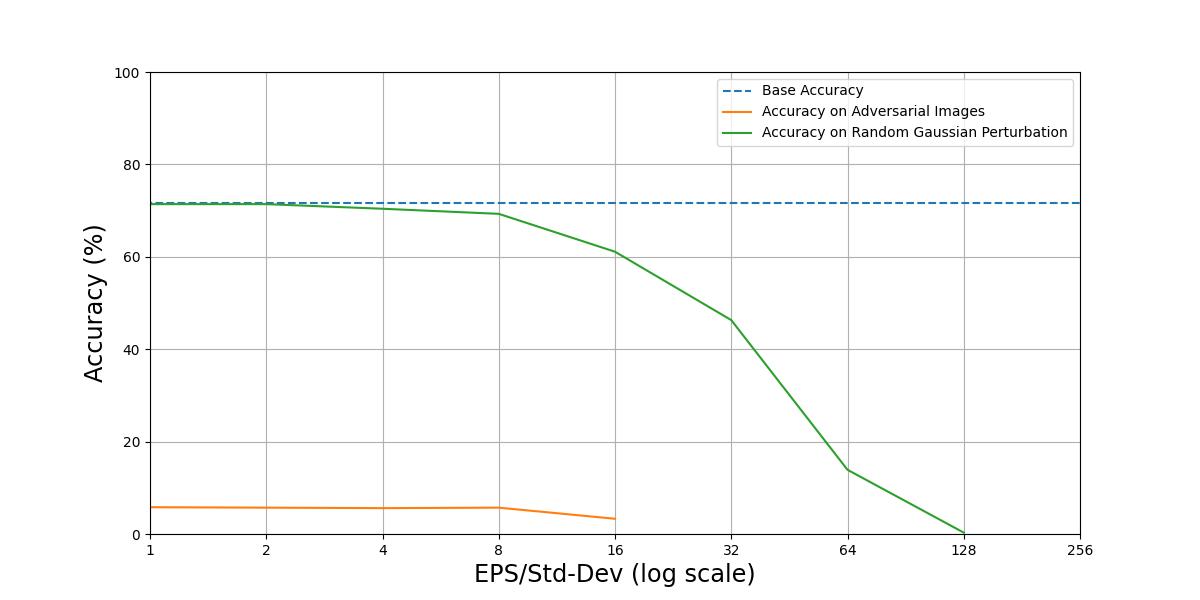 Base Accuracy
Accuracy on Adversarial Images
Accuracy on Random Gaussian Perturbation
Accuracy (%)
100
80
60
40
20
0
1 2 4 8 16 32 64 128 256
EPS/Std-Dev (log scale)